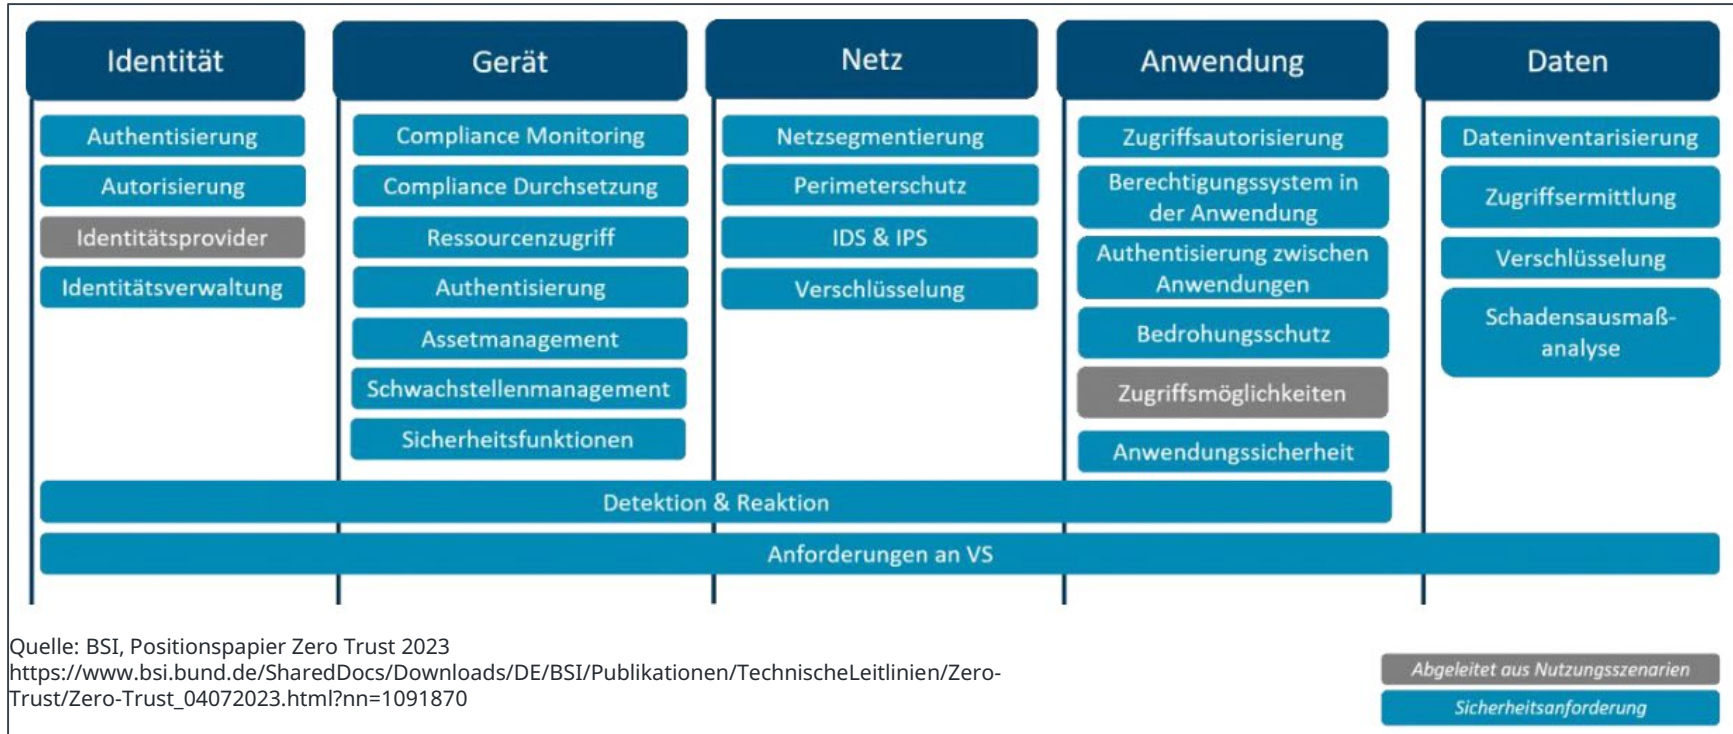 Identität
Authentisierung
Autorisierung
Identitätsprovider
Identitätsverwaltung
Gerät
Compliance Monitoring
Compliance Durchsetzung
Ressourcenzugriff
Authentisierung
Assetmanagement
Schwachstellenmanagement
Sicherheitsfunktionen
Netz
Netzsegmentierung
Perimeterschutz
IDS & IPS
Verschlüsselung
Anwendung
Zugriffsautorisierung
Berechtigungssystem in
der Anwendung
Authentisierung zwischen
Anwendungen
Bedrohungsschutz
Zugriffsmöglichkeiten
Anwendungssicherheit
Daten
Dateninventarisierung
Zugriffsermittlung
Verschlüsselung
Schadensausmaß-
analyse
Detektion & Reaktion
Anforderungen an VS
Quelle: BSI, Positionspapier Zero Trust 2023
https://www.bsi.bund.de/SharedDocs/Downloads/DE/BSI/Publikationen/TechnischeLeitlinien/Zero-
Trust/Zero-Trust_04072023.html?nn=1091870
Abgeleitet aus Nutzungsszenarien
Sicherheitsanforderung